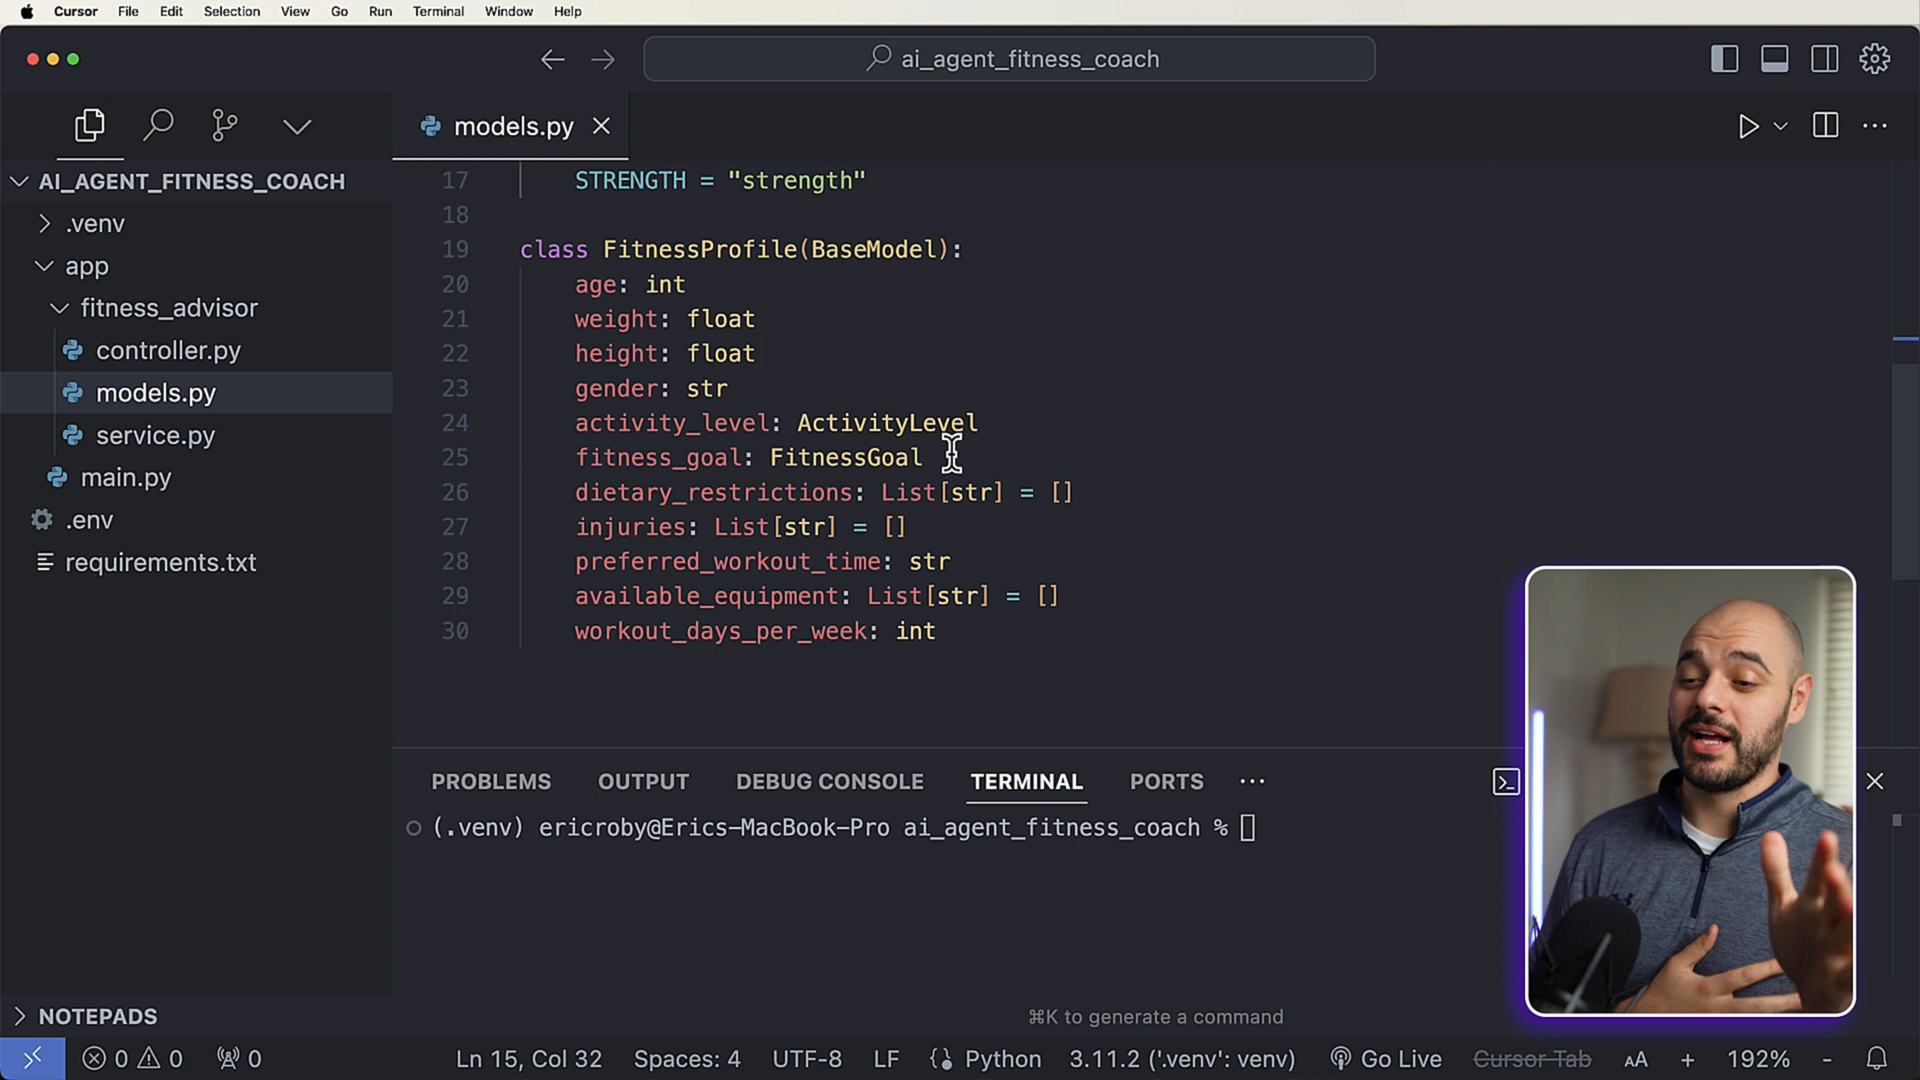 Cursor File Edit Selection View Go Run Terminal Window Help
ai_agent_fitness_coach
models.py
AI_AGENT_FITNESS_COACH
.venv
app
fitness_advisor
controller.py
models.py
service.py
main.py
.env
requirements.txt
NOTEPADS
17 STRENGTH = "strength"
18
19 class FitnessProfile(BaseModel):
20 age: int
21 weight: float
22 height: float
23 gender: str
24 activity_level: ActivityLevel
25 fitness_goal: FitnessGoal
26 dietary_restrictions: List[str] = []
27 injuries: List[str] = []
28 preferred_workout_time: str
29 available_equipment: List[str] = []
30 workout_days_per_week: int
PROBLEMS OUTPUT DEBUG CONSOLE TERMINAL PORTS
(.venv) ericroby@Erics-MacBook-Pro ai_agent_fitness_coach %
⌘K to generate a command
0 0 0 Ln 15, Col 32 Spaces: 4 UTF-8 LF Python 3.11.2 ('.venv': venv) Go Live Cursor Tab AA + 192% -